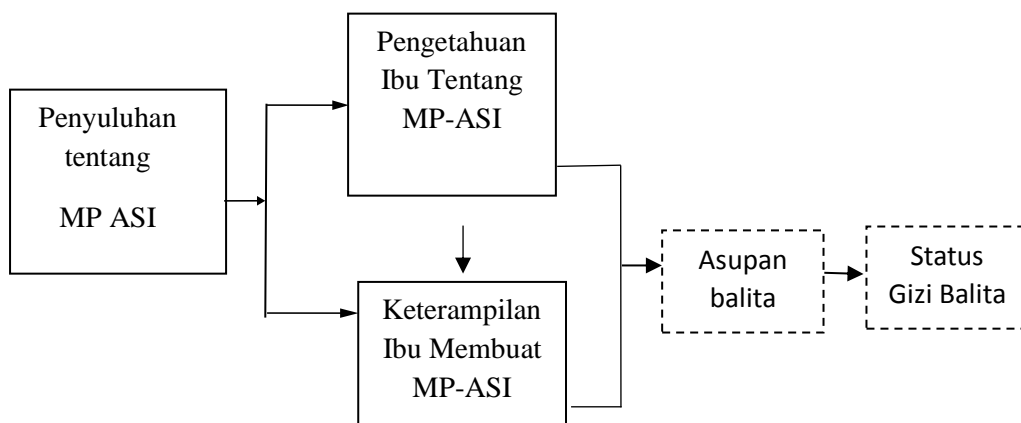 Penyuluhan
tentang
MP ASI
Pengetahuan
Ibu Tentang
MP-ASI
Keterampilan
Ibu Membuat
MP-ASI
Asupan
balita
Status
Gizi Balita